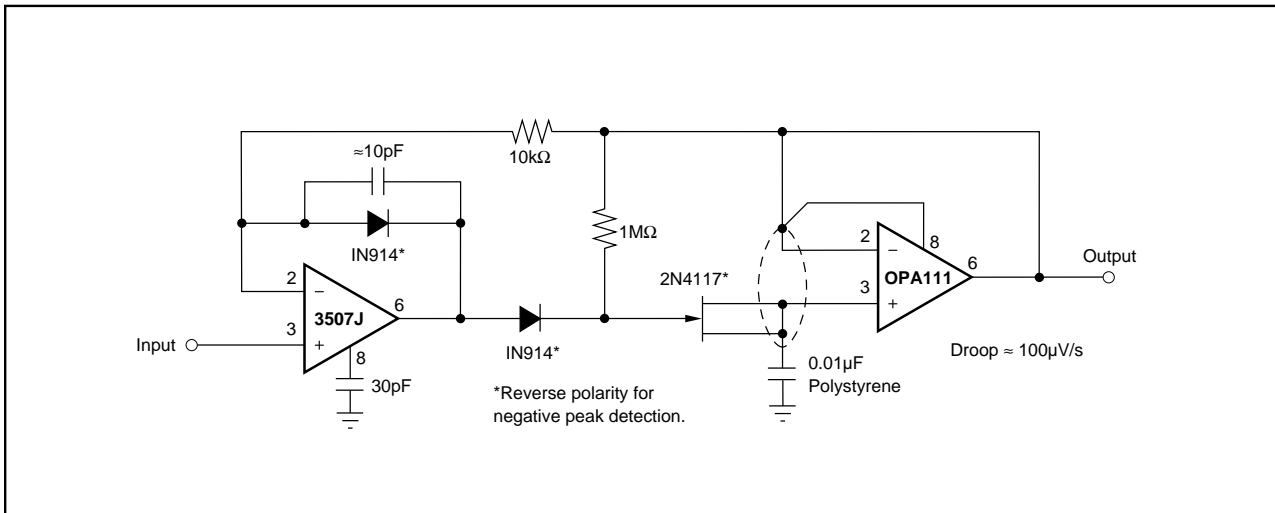 ≈10pF
10kΩ
IN914*
1MΩ
2
−
3507J
3
+
6
8
30pF
Input
IN914*
*Reverse polarity for
negative peak detection.
2N4117*
2
−
8
OPA111
3
+
6
Output
0.01µF
Polystyrene
Droop ≈ 100µV/s